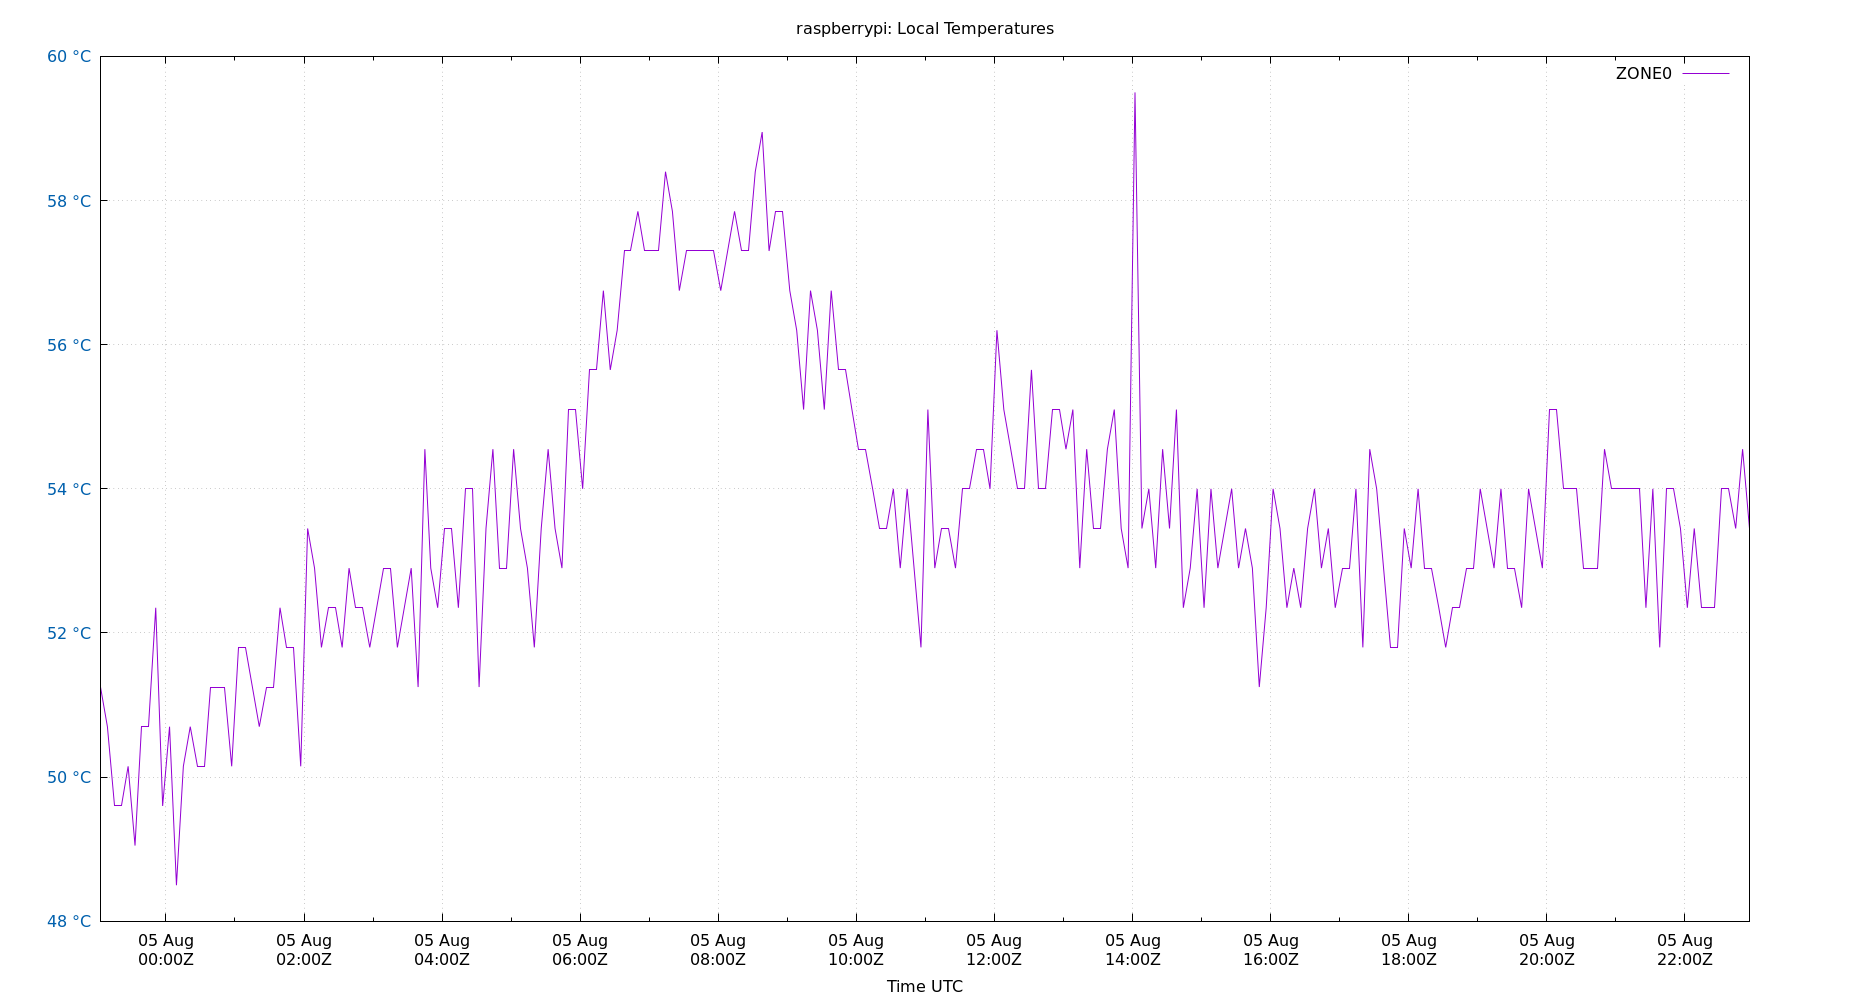 raspberrypi: Local Temperatures
ZONE0
60 °C
58 °C
56 °C
54 °C
52 °C
50 °C
48 °C
05 Aug 05 Aug 05 Aug 05 Aug 05 Aug 05 Aug 05 Aug 05 Aug 05 Aug 05 Aug 05 Aug 05 Aug
00:00Z 02:00Z 04:00Z 06:00Z 08:00Z 10:00Z 12:00Z 14:00Z 16:00Z 18:00Z 20:00Z 22:00Z
Time UTC